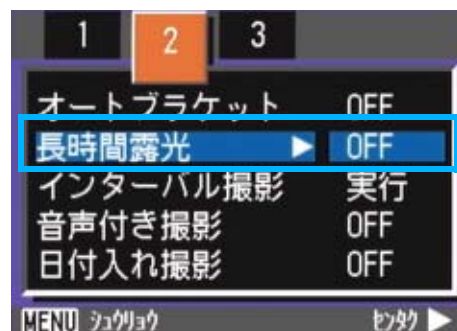 1 2 3
オートブラケット OFF
長時間露光 ▶ OFF
インターバル撮影 実行
音声付き撮影 OFF
日付入れ撮影 OFF
MENU ｼｭｳﾘｮｳ ｾﾝﾀｸ ▶